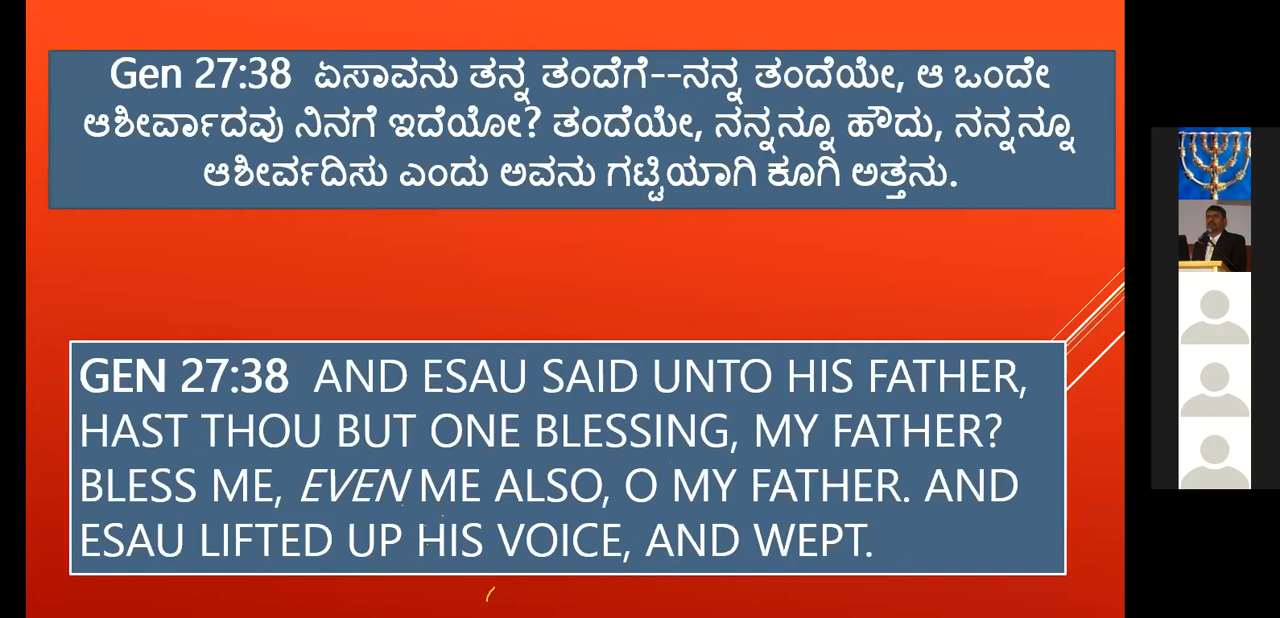 Gen 27:38 ಏಸಾವನು ತನ್ನ ತಂದೆಗೆ--ನನ್ನ ತಂದೆಯೇ, ಆ ಒಂದೇ
ಆಶೀರ್ವಾದವು ನಿನಗೆ ಇದೆಯೋ? ತಂದೆಯೇ, ನನ್ನನ್ನೂ ಹೌದು, ನನ್ನನ್ನೂ
ಆಶೀರ್ವದಿಸು ಎಂದು ಅವನು ಗಟ್ಟಿಯಾಗಿ ಕೂಗಿ ಅತ್ತನು.
GEN 27:38 AND ESAU SAID UNTO HIS FATHER,
HAST THOU BUT ONE BLESSING, MY FATHER?
BLESS ME, EVEN ME ALSO, O MY FATHER. AND
ESAU LIFTED UP HIS VOICE, AND WEPT.